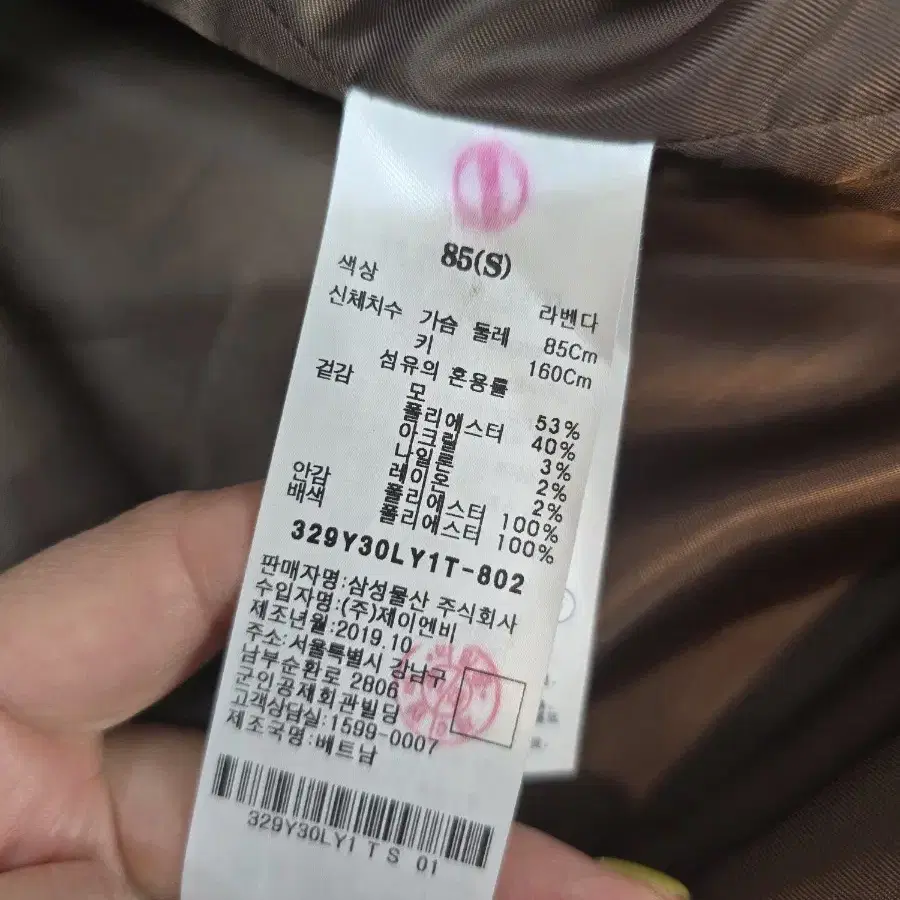 85(S)
색상 라벤다
신체치수 가슴 둘레 85Cm
키 160Cm
섬유의 혼용률
겉감 모 53%
폴리에스터 40%
아크릴 3%
나일론 2%
레이온 2%
안감 폴리에스터 100%
배색 폴리에스터 100%
329Y30LY1T-802
판매자명:삼성물산 주식회사
수입자명:(주)제이엔비
제조년월:2019.10
주소:서울특별시 강남구
남부순환로 2806
군인공제회관빌딩
고객상담실:1599-0007
제조국명:베트남
329Y30LY1 T S 01